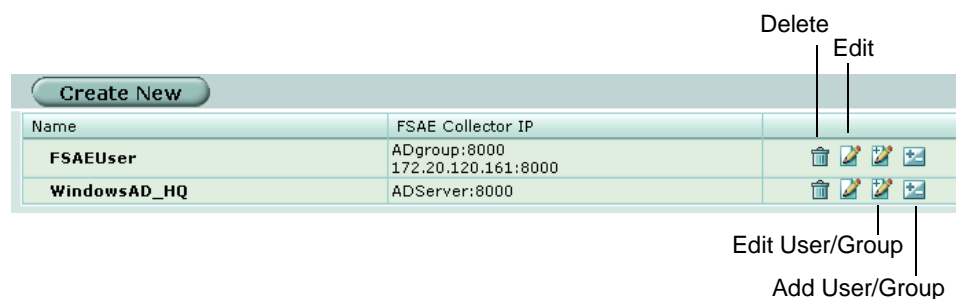 Delete
Edit
Create New
Name FSAE Collector IP
FSAEUser ADgroup:8000
172.20.120.161:8000
WindowsAD_HQ ADServer:8000
Edit User/Group
Add User/Group